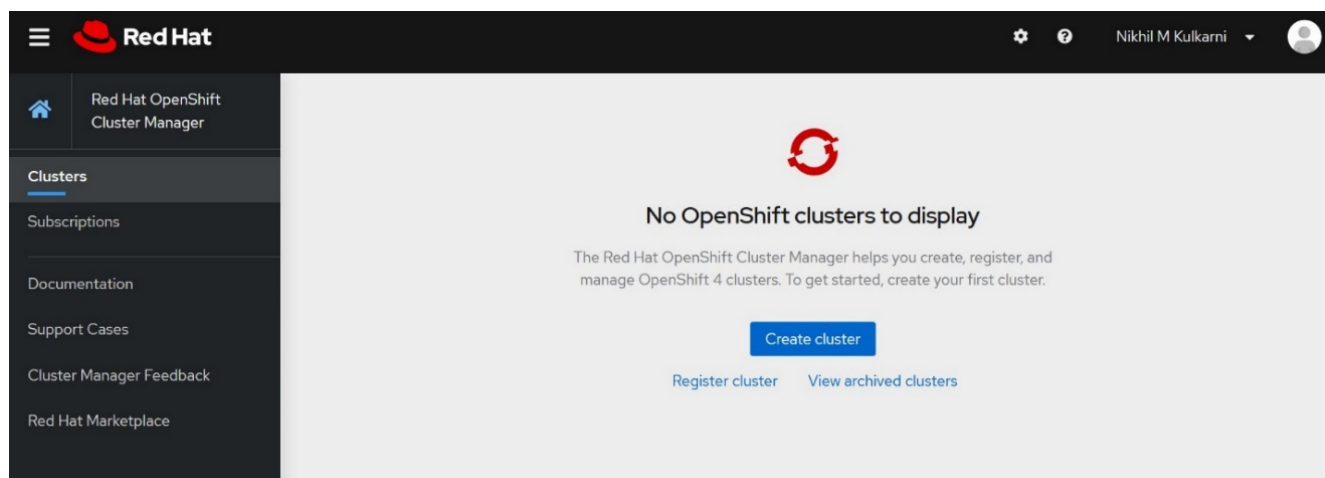 Red Hat
Nikhil M Kulkarni
Red Hat OpenShift
Cluster Manager
Clusters
Subscriptions
Documentation
Support Cases
Cluster Manager Feedback
Red Hat Marketplace
No OpenShift clusters to display
The Red Hat OpenShift Cluster Manager helps you create, register, and
manage OpenShift 4 clusters. To get started, create your first cluster.
Create cluster
Register cluster View archived clusters